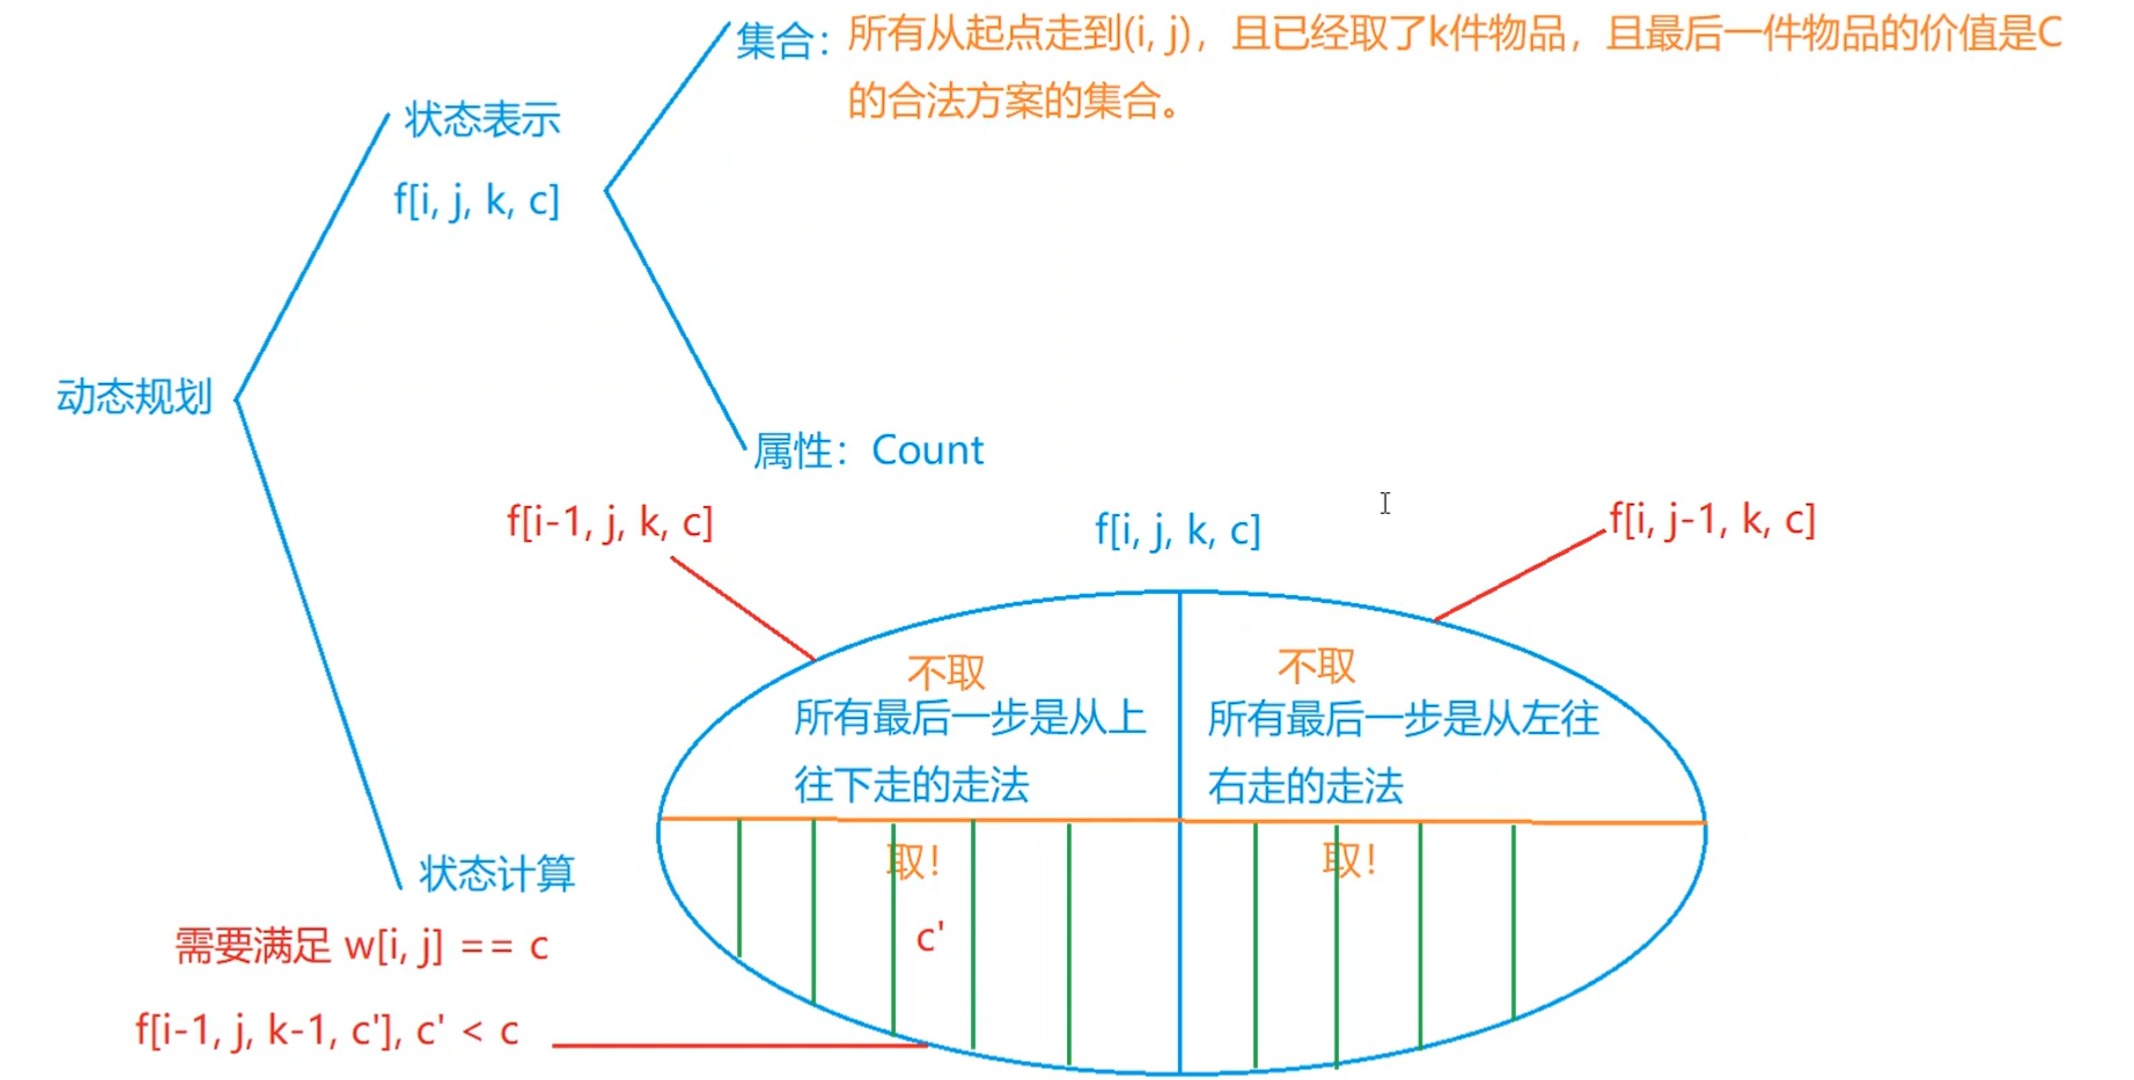 集合：所有从起点走到(i, j)，且已经取了k件物品，且最后一件物品的价值是C
的合法方案的集合。
状态表示
f[i, j, k, c]
动态规划
属性：Count
f[i-1, j, k, c]
f[i, j, k, c]
f[i, j-1, k, c]
不取
所有最后一步是从上
往下走的走法
不取
所有最后一步是从左往
右走的走法
取！
c'
取！
状态计算
需要满足 w[i, j] == c
f[i-1, j, k-1, c'], c' < c